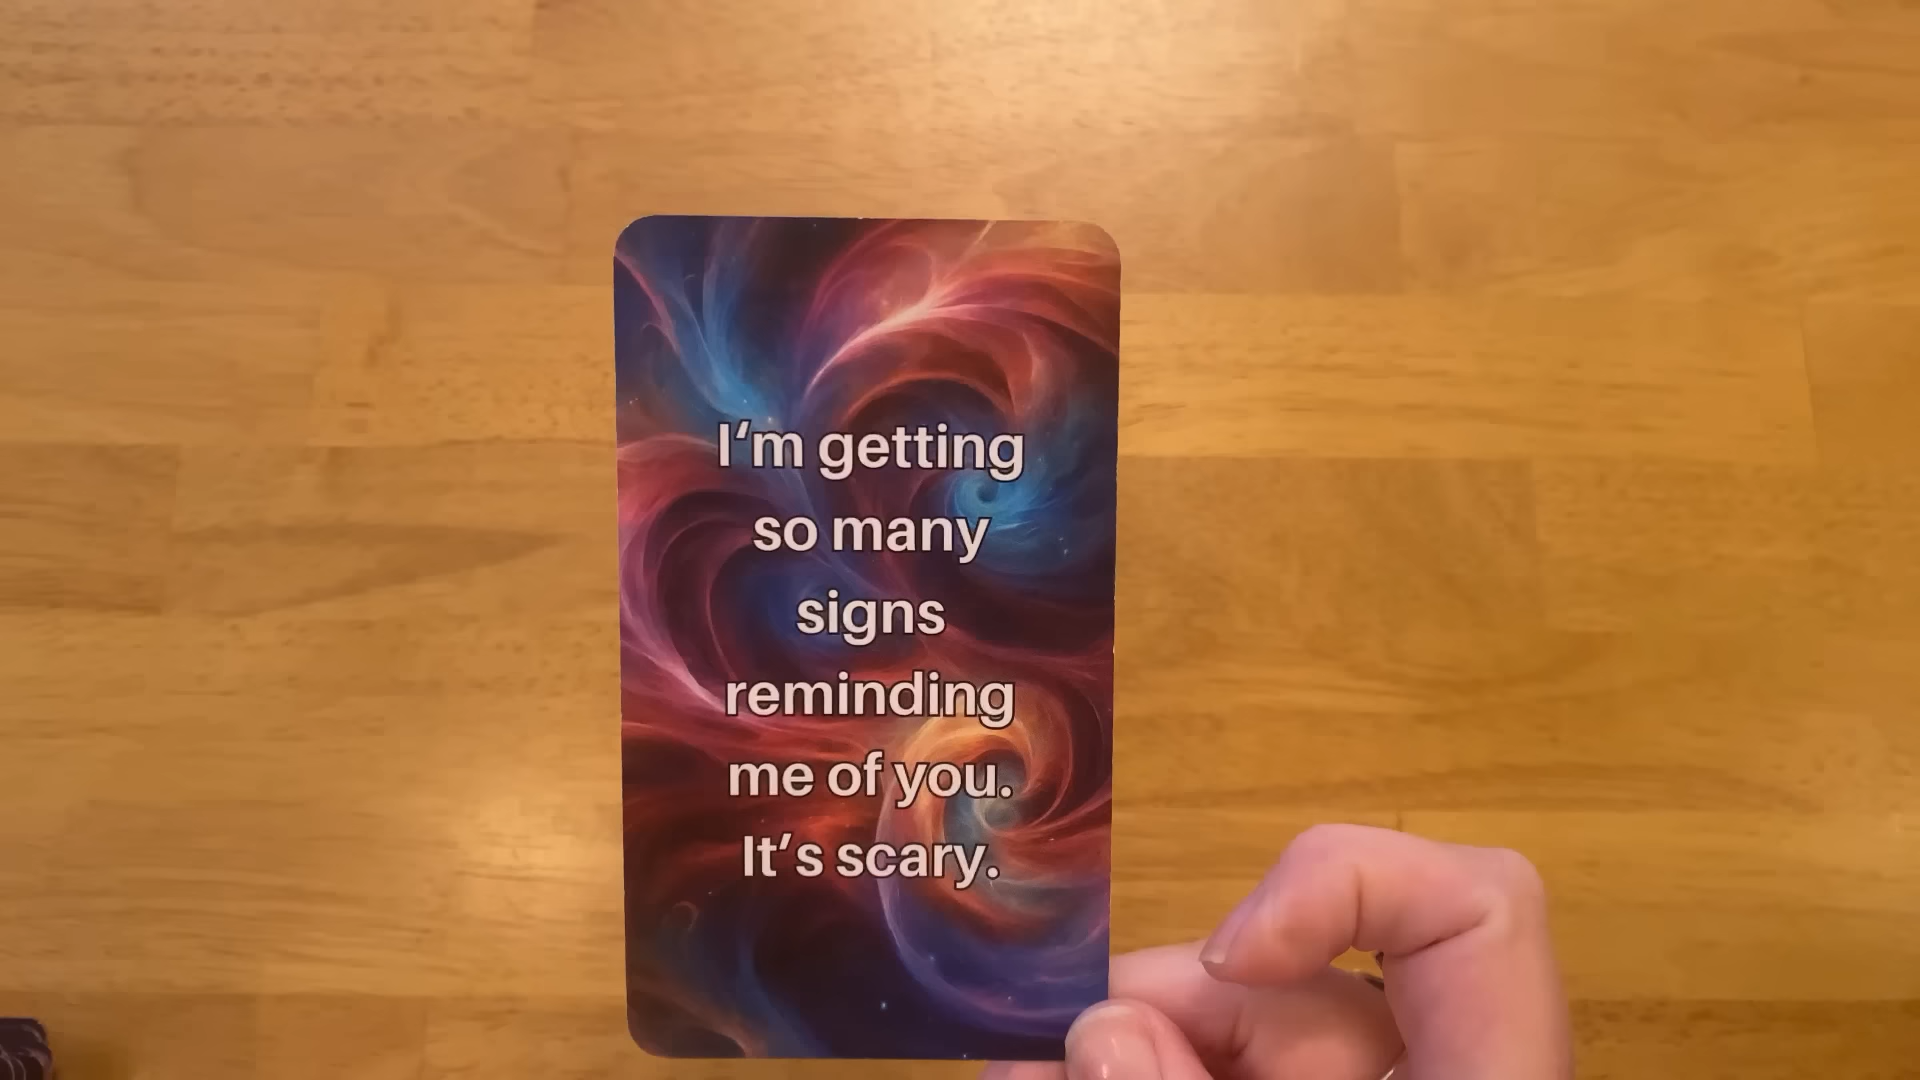 I‘m getting
so many
signs
reminding
me of you.
It’s scary.